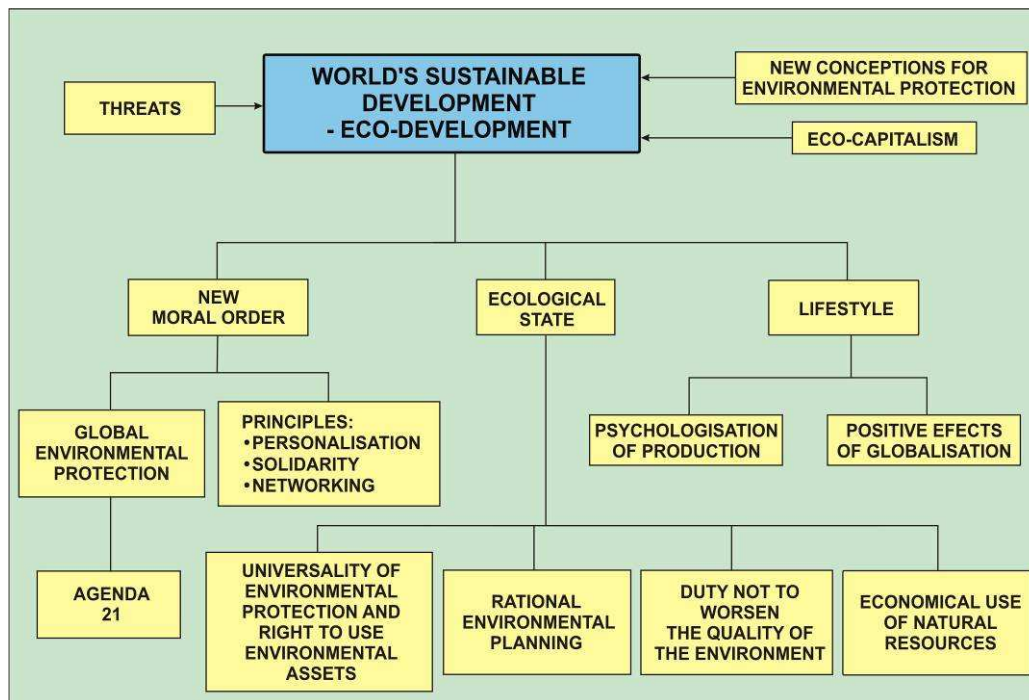 WORLD'S SUSTAINABLE
DEVELOPMENT
- ECO-DEVELOPMENT
THREATS
NEW CONCEPTIONS FOR
ENVIRONMENTAL PROTECTION
ECO-CAPITALISM
NEW
MORAL ORDER
ECOLOGICAL
STATE
LIFESTYLE
GLOBAL
ENVIRONMENTAL
PROTECTION
PRINCIPLES:
•PERSONALISATION
•SOLIDARITY
•NETWORKING
PSYCHOLOGISATION
OF PRODUCTION
POSITIVE EFECTS
OF GLOBALISATION
AGENDA
21
UNIVERSALITY OF
ENVIRONMENTAL
PROTECTION AND
RIGHT TO USE
ENVIRONMENTAL
ASSETS
RATIONAL
ENVIRONMENTAL
PLANNING
DUTY NOT TO
WORSEN
THE QUALITY OF
THE ENVIRONMENT
ECONOMICAL USE
OF NATURAL
RESOURCES